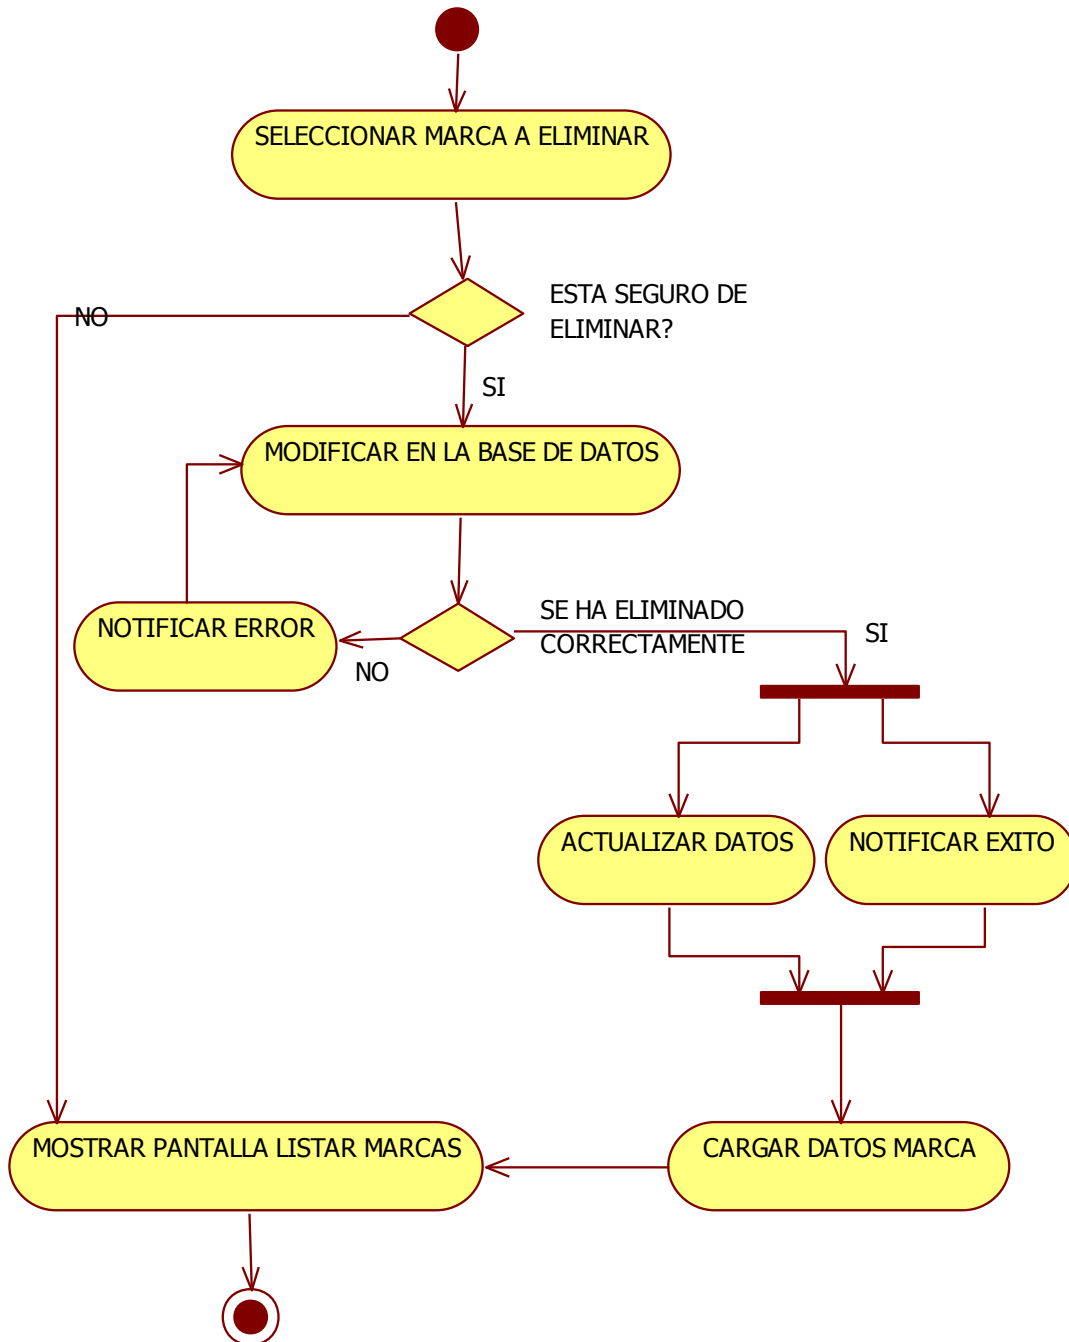 SELECCIONAR MARCA A ELIMINAR
ESTA SEGURO DE
ELIMINAR?
NO
SI
MODIFICAR EN LA BASE DE DATOS
SE HA ELIMINADO
CORRECTAMENTE
SI
NOTIFICAR ERROR
NO
ACTUALIZAR DATOS
NOTIFICAR EXITO
MOSTRAR PANTALLA LISTAR MARCAS
CARGAR DATOS MARCA